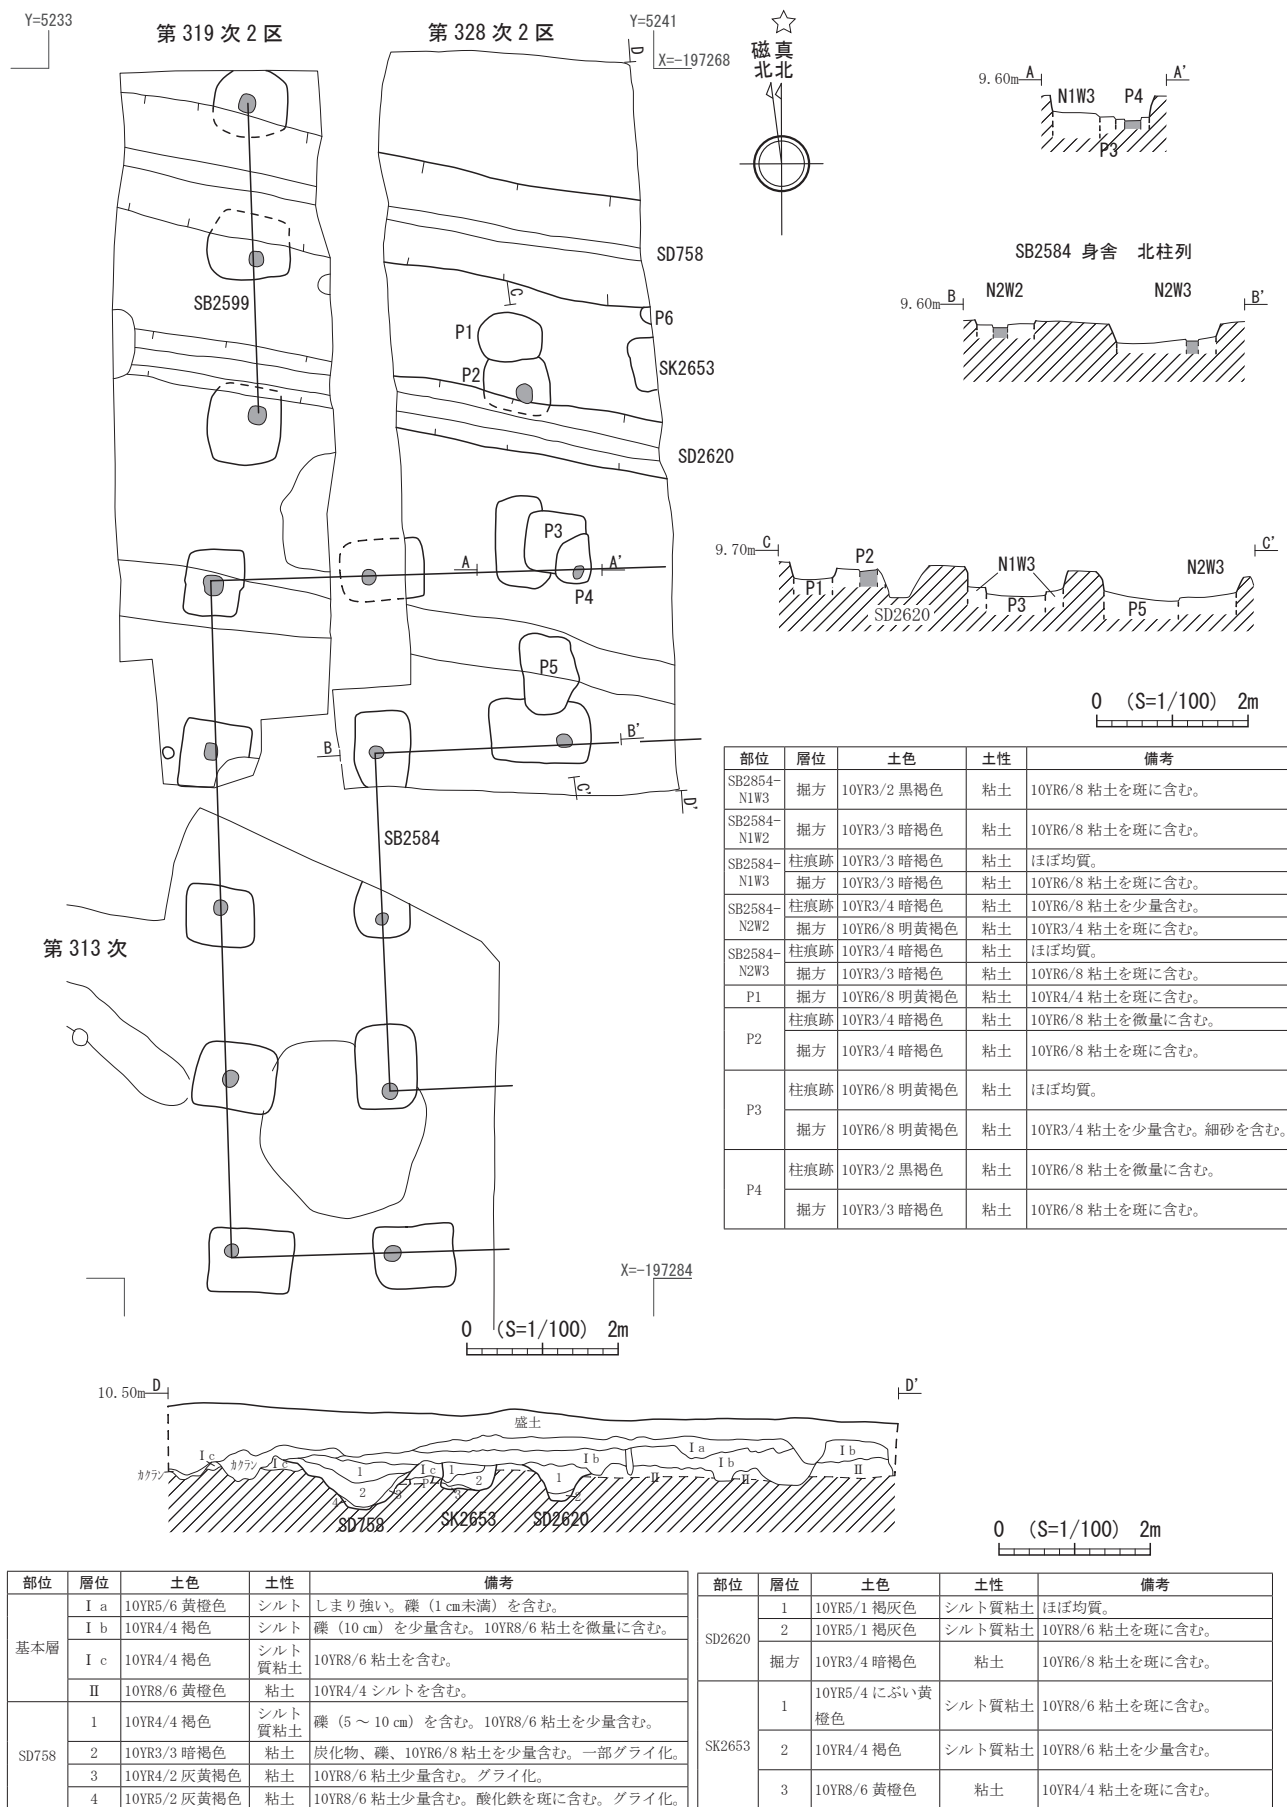 Y=5233
第 319 次 2 区
第 328 次 2 区
Y=5241
X=-197268
D
磁北
真北
SD758
SB2599
C
P1
P6
P2
SK2653
SD2620
P3
A
A'
P4
P5
B
B'
C'
D'
SB2584
第 313 次
X=-197284
0 (S=1/100) 2m
9.60m A
A'
N1W3 P4
P3
SB2584 身舎 北柱列
9.60m B
N2W2
N2W3
B'
9.70m C
P2
N1W3
N2W3
C'
P1
SD2620
P3
P5
0 (S=1/100) 2m
部位 層位 土色 土性 備考
SB2854-N1W3 掘方 10YR3/2 黒褐色 粘土 10YR6/8 粘土を斑に含む。
SB2584-N1W2 掘方 10YR3/3 暗褐色 粘土 10YR6/8 粘土を斑に含む。
SB2584-N1W3 柱痕跡 10YR3/3 暗褐色 粘土 ほぼ均質。
掘方 10YR3/3 暗褐色 粘土 10YR6/8 粘土を斑に含む。
SB2584-N2W2 柱痕跡 10YR3/4 暗褐色 粘土 10YR6/8 粘土を少量含む。
掘方 10YR6/8 明黄褐色 粘土 10YR3/4 粘土を斑に含む。
SB2584-N2W3 柱痕跡 10YR3/4 暗褐色 粘土 ほぼ均質。
掘方 10YR3/3 暗褐色 粘土 10YR6/8 粘土を斑に含む。
P1 掘方 10YR6/8 明黄褐色 粘土 10YR4/4 粘土を斑に含む。
P2 柱痕跡 10YR3/4 暗褐色 粘土 10YR6/8 粘土を微量に含む。
掘方 10YR3/4 暗褐色 粘土 10YR6/8 粘土を斑に含む。
P3 柱痕跡 10YR6/8 明黄褐色 粘土 ほぼ均質。
掘方 10YR6/8 明黄褐色 粘土 10YR3/4 粘土を少量含む。細砂を含む。
P4 柱痕跡 10YR3/2 黒褐色 粘土 10YR6/8 粘土を微量に含む。
掘方 10YR3/3 暗褐色 粘土 10YR6/8 粘土を斑に含む。
10.50m D
D'
盛土
Ⅰa
Ⅰb
Ⅰc
カクラン
Ⅰc
カクラン
1
Ⅰc
1
Ⅰb
Ⅰb
Ⅱ
2
P
2
1
Ⅱ
Ⅱ
4
3
3
2
SD758
SK2653
SD2620
0 (S=1/100) 2m
部位 層位 土色 土性 備考
基本層 Ⅰa 10YR5/6 黄橙色 シルト しまり強い。礫（1㎝未満）を含む。
Ⅰb 10YR4/4 褐色 シルト 礫（10㎝）を少量含む。10YR8/6 粘土を微量に含む。
Ⅰc 10YR4/4 褐色 シルト質粘土 10YR8/6 粘土を含む。
Ⅱ 10YR8/6 黄橙色 粘土 10YR4/4 シルトを含む。
SD758 1 10YR4/4 褐色 シルト質粘土 礫（5～10㎝）を含む。10YR8/6 粘土を少量含む。
2 10YR3/3 暗褐色 粘土 炭化物、礫、10YR6/8 粘土を少量含む。一部グライ化。
3 10YR4/2 灰黄褐色 粘土 10YR8/6 粘土少量含む。グライ化。
4 10YR5/2 灰黄褐色 粘土 10YR8/6 粘土少量含む。酸化鉄を斑に含む。グライ化。
部位 層位 土色 土性 備考
SD2620 1 10YR5/1 褐灰色 シルト質粘土 ほぼ均質。
2 10YR5/1 褐灰色 シルト質粘土 10YR8/6 粘土を斑に含む。
掘方 10YR3/4 暗褐色 粘土 10YR6/8 粘土を斑に含む。
SK2653 1 10YR5/4 にぶい黄橙色 シルト質粘土 10YR8/6 粘土を斑に含む。
2 10YR4/4 褐色 シルト質粘土 10YR8/6 粘土を少量含む。
3 10YR8/6 黄橙色 粘土 10YR4/4 粘土を斑に含む。